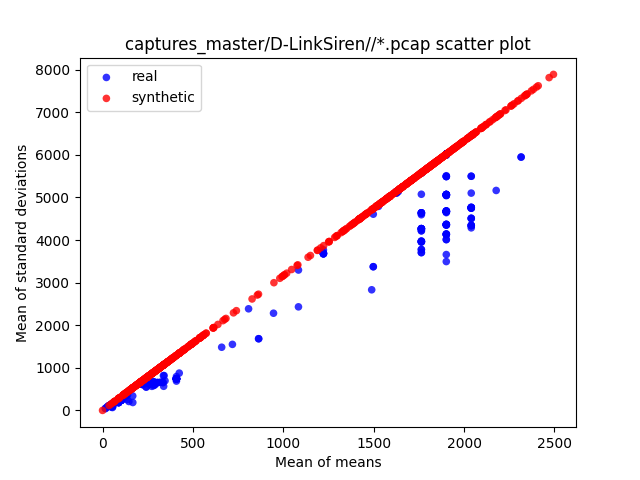 captures_master/D-LinkSiren//*.pcap scatter plot
real
synthetic
8000
7000
6000
5000
4000
3000
2000
1000
0
Mean of standard deviations
0 500 1000 1500 2000 2500
Mean of means